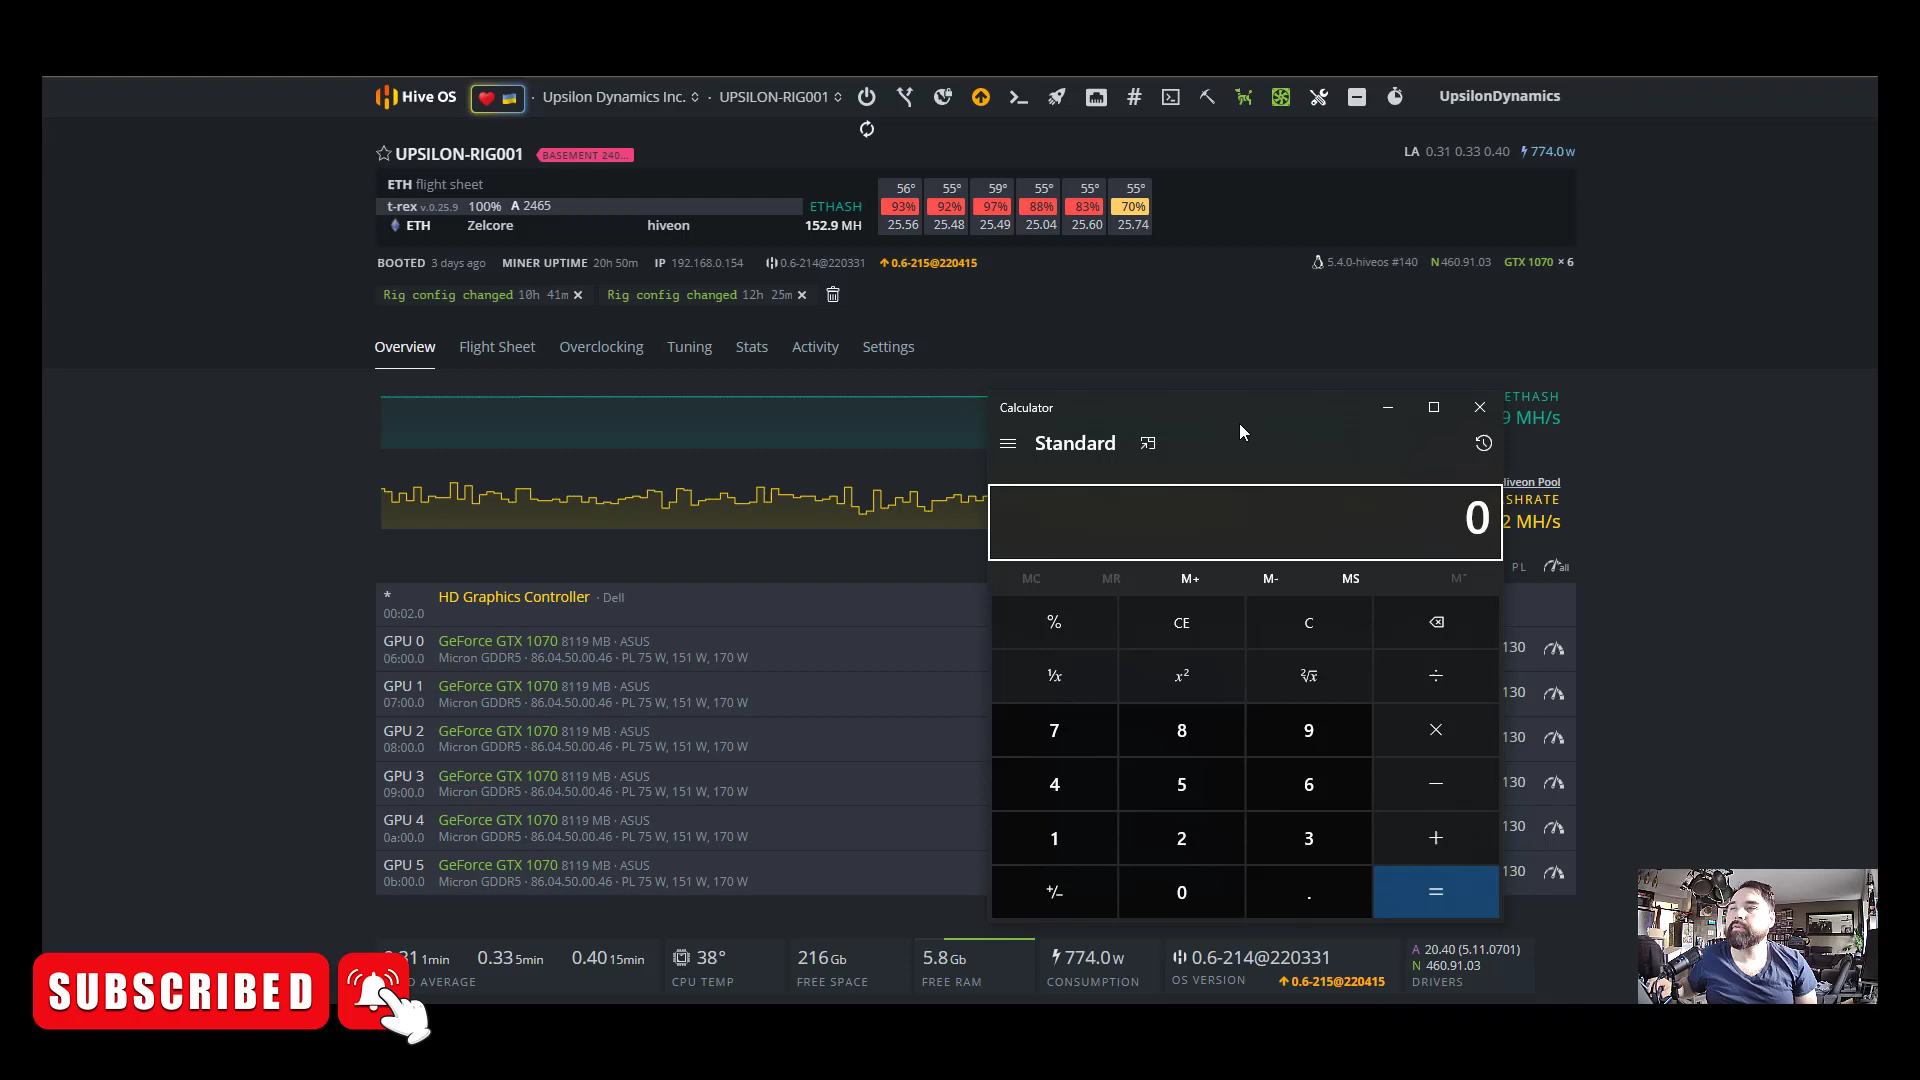 Hive OS · Upsilon Dynamics Inc. · UPSILON-RIG001 UpsilonDynamics
UPSILON-RIG001 BASEMENT 240... LA 0.31 0.33 0.40 774.0 w
ETH flight sheet 56° 55° 59° 55° 55° 55°
t-rex v.0.25.9 100% A 2465 ETHASH 93% 92% 97% 88% 83% 70%
ETH Zelcore hiveon 152.9 MH 25.56 25.48 25.49 25.04 25.60 25.74
BOOTED 3 days ago MINER UPTIME 20h 50m IP 192.168.0.154 0.6-214@220331 0.6-215@220415 5.4.0-hiveos #140 N 460.91.03 GTX 1070 × 6
Rig config changed 10h 41m × Rig config changed 12h 25m ×
Overview Flight Sheet Overclocking Tuning Stats Activity Settings
ETHASH
9 MH/s
Calculator
Standard
iveon Pool
SHRATE
2 MH/s
0
PL all
MC MR M+ M- MS M˅
* HD Graphics Controller · Dell
00:02.0
GPU 0 GeForce GTX 1070 8119 MB · ASUS 130
06:00.0 Micron GDDR5 · 86.04.50.00.46 · PL 75 W, 151 W, 170 W
GPU 1 GeForce GTX 1070 8119 MB · ASUS 130
07:00.0 Micron GDDR5 · 86.04.50.00.46 · PL 75 W, 151 W, 170 W
GPU 2 GeForce GTX 1070 8119 MB · ASUS 130
08:00.0 Micron GDDR5 · 86.04.50.00.46 · PL 75 W, 151 W, 170 W
GPU 3 GeForce GTX 1070 8119 MB · ASUS 130
09:00.0 Micron GDDR5 · 86.04.50.00.46 · PL 75 W, 151 W, 170 W
GPU 4 GeForce GTX 1070 8119 MB · ASUS 130
0a:00.0 Micron GDDR5 · 86.04.50.00.46 · PL 75 W, 151 W, 170 W
GPU 5 GeForce GTX 1070 8119 MB · ASUS 130
0b:00.0 Micron GDDR5 · 86.04.50.00.46 · PL 75 W, 151 W, 170 W
% CE C
¹/x x² ²√x ÷
7 8 9 ×
4 5 6 −
1 2 3 +
+/− 0 . =
31 1min 0.33 5min 0.40 15min 38° 216 Gb 5.8 Gb 774.0 w 0.6-214@220331 A 20.40 (5.11.0701)
N 460.91.03
AVERAGE CPU TEMP FREE SPACE FREE RAM CONSUMPTION OS VERSION 0.6-215@220415 DRIVERS
SUBSCRIBED